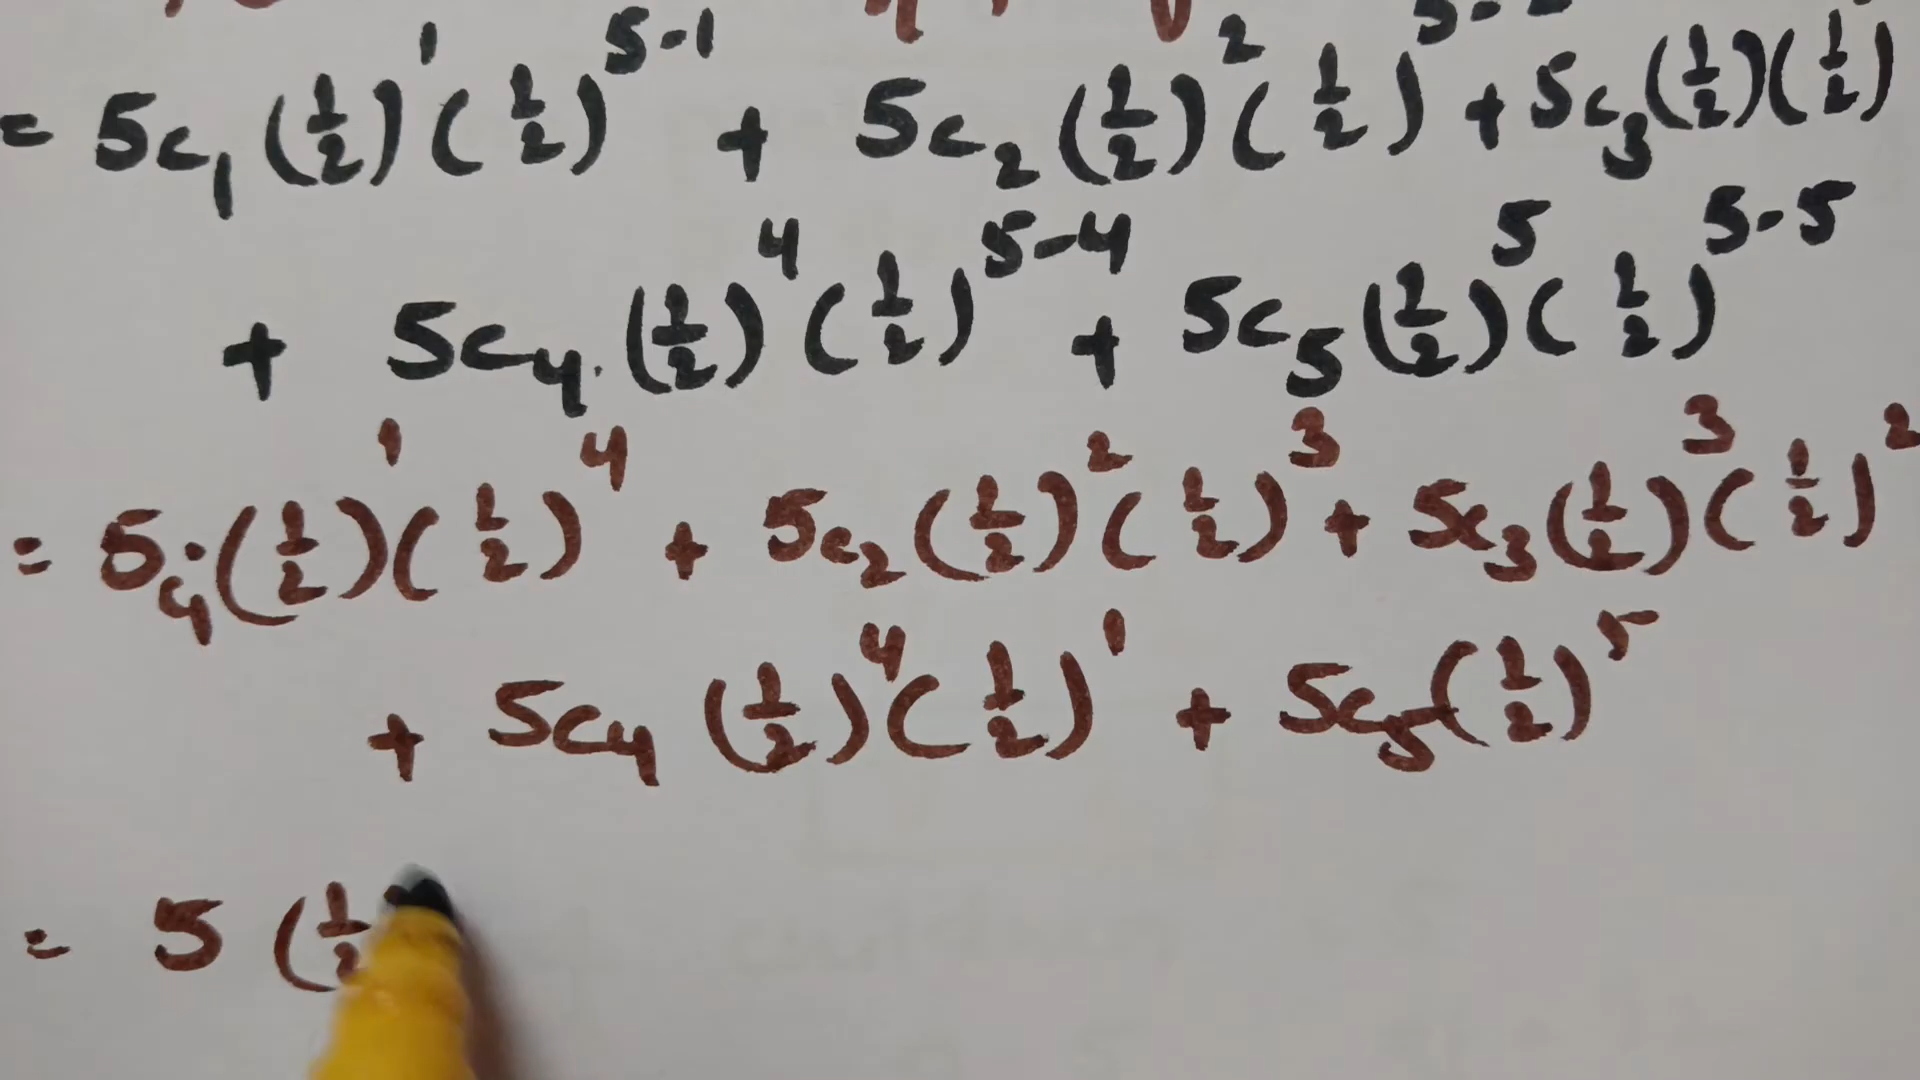 = 5c₁(1/2)¹(1/2)⁵⁻¹ + 5c₂(1/2)²(1/2)⁵⁻ + 5c₃(1/2)(1/2)
+ 5c₄.(1/2)⁴(1/2)⁵⁻⁴ + 5c₅(1/2)⁵(1/2)⁵⁻⁵
= 5c₁·(1/2)¹(1/2)⁴ + 5c₂(1/2)²(1/2)³ + 5c₃(1/2)³(1/2)²
+ 5c₄(1/2)⁴(1/2)¹ + 5c₅(1/2)⁵
= 5(1/2